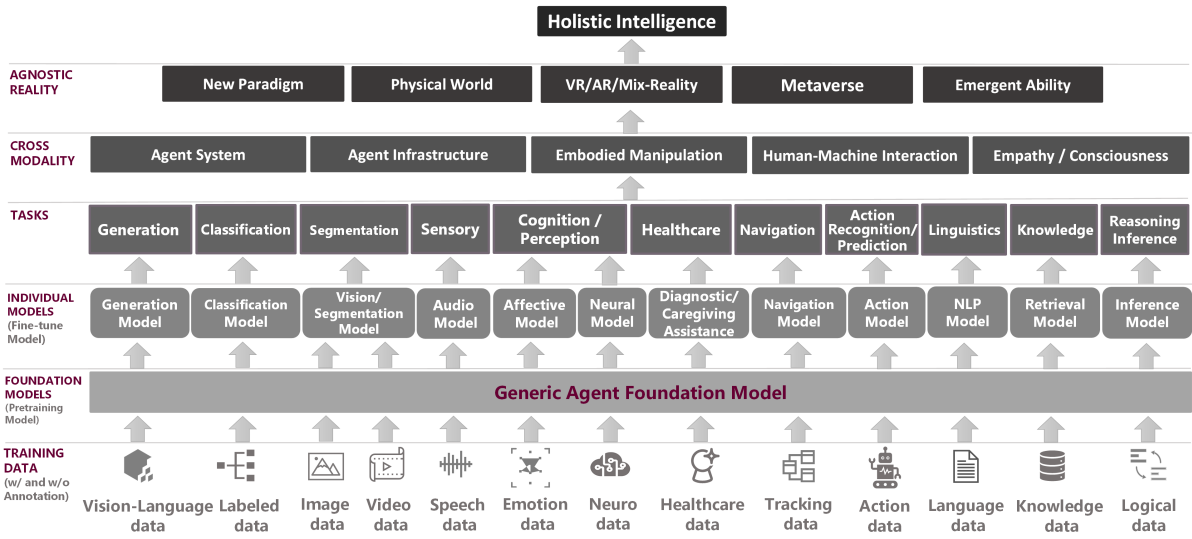 Holistic Intelligence
AGNOSTIC
REALITY
New Paradigm
Physical World
VR/AR/Mix-Reality
Metaverse
Emergent Ability
CROSS
MODALITY
Agent System
Agent Infrastructure
Embodied Manipulation
Human-Machine Interaction
Empathy / Consciousness
TASKS
Generation
Classification
Segmentation
Sensory
Cognition /
Perception
Healthcare
Navigation
Action
Recognition/
Prediction
Linguistics
Knowledge
Reasoning
Inference
INDIVIDUAL
MODELS
(Fine-tune
Model)
Generation
Model
Classification
Model
Vision/
Segmentation
Model
Audio
Model
Affective
Model
Neural
Model
Diagnostic/
Caregiving
Assistance
Navigation
Model
Action
Model
NLP
Model
Retrieval
Model
Inference
Model
FOUNDATION
MODELS
(Pretraining
Model)
Generic Agent Foundation Model
TRAINING
DATA
(w/ and w/o
Annotation)
Vision-Language
data
Labeled
data
Image
data
Video
data
Speech
data
Emotion
data
Neuro
data
Healthcare
data
Tracking
data
Action
data
Language
data
Knowledge
data
Logical
data